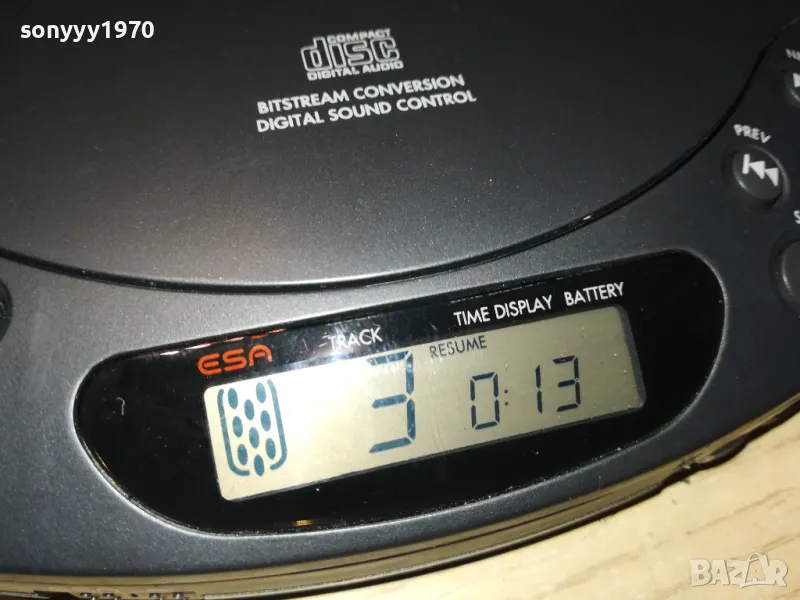 sonyyy1970
COMPACT
disc
DIGITAL AUDIO
BITSTREAM CONVERSION
DIGITAL SOUND CONTROL
PREV
TIME DISPLAY BATTERY
ESA TRACK
RESUME
3 0:13
BAZAR